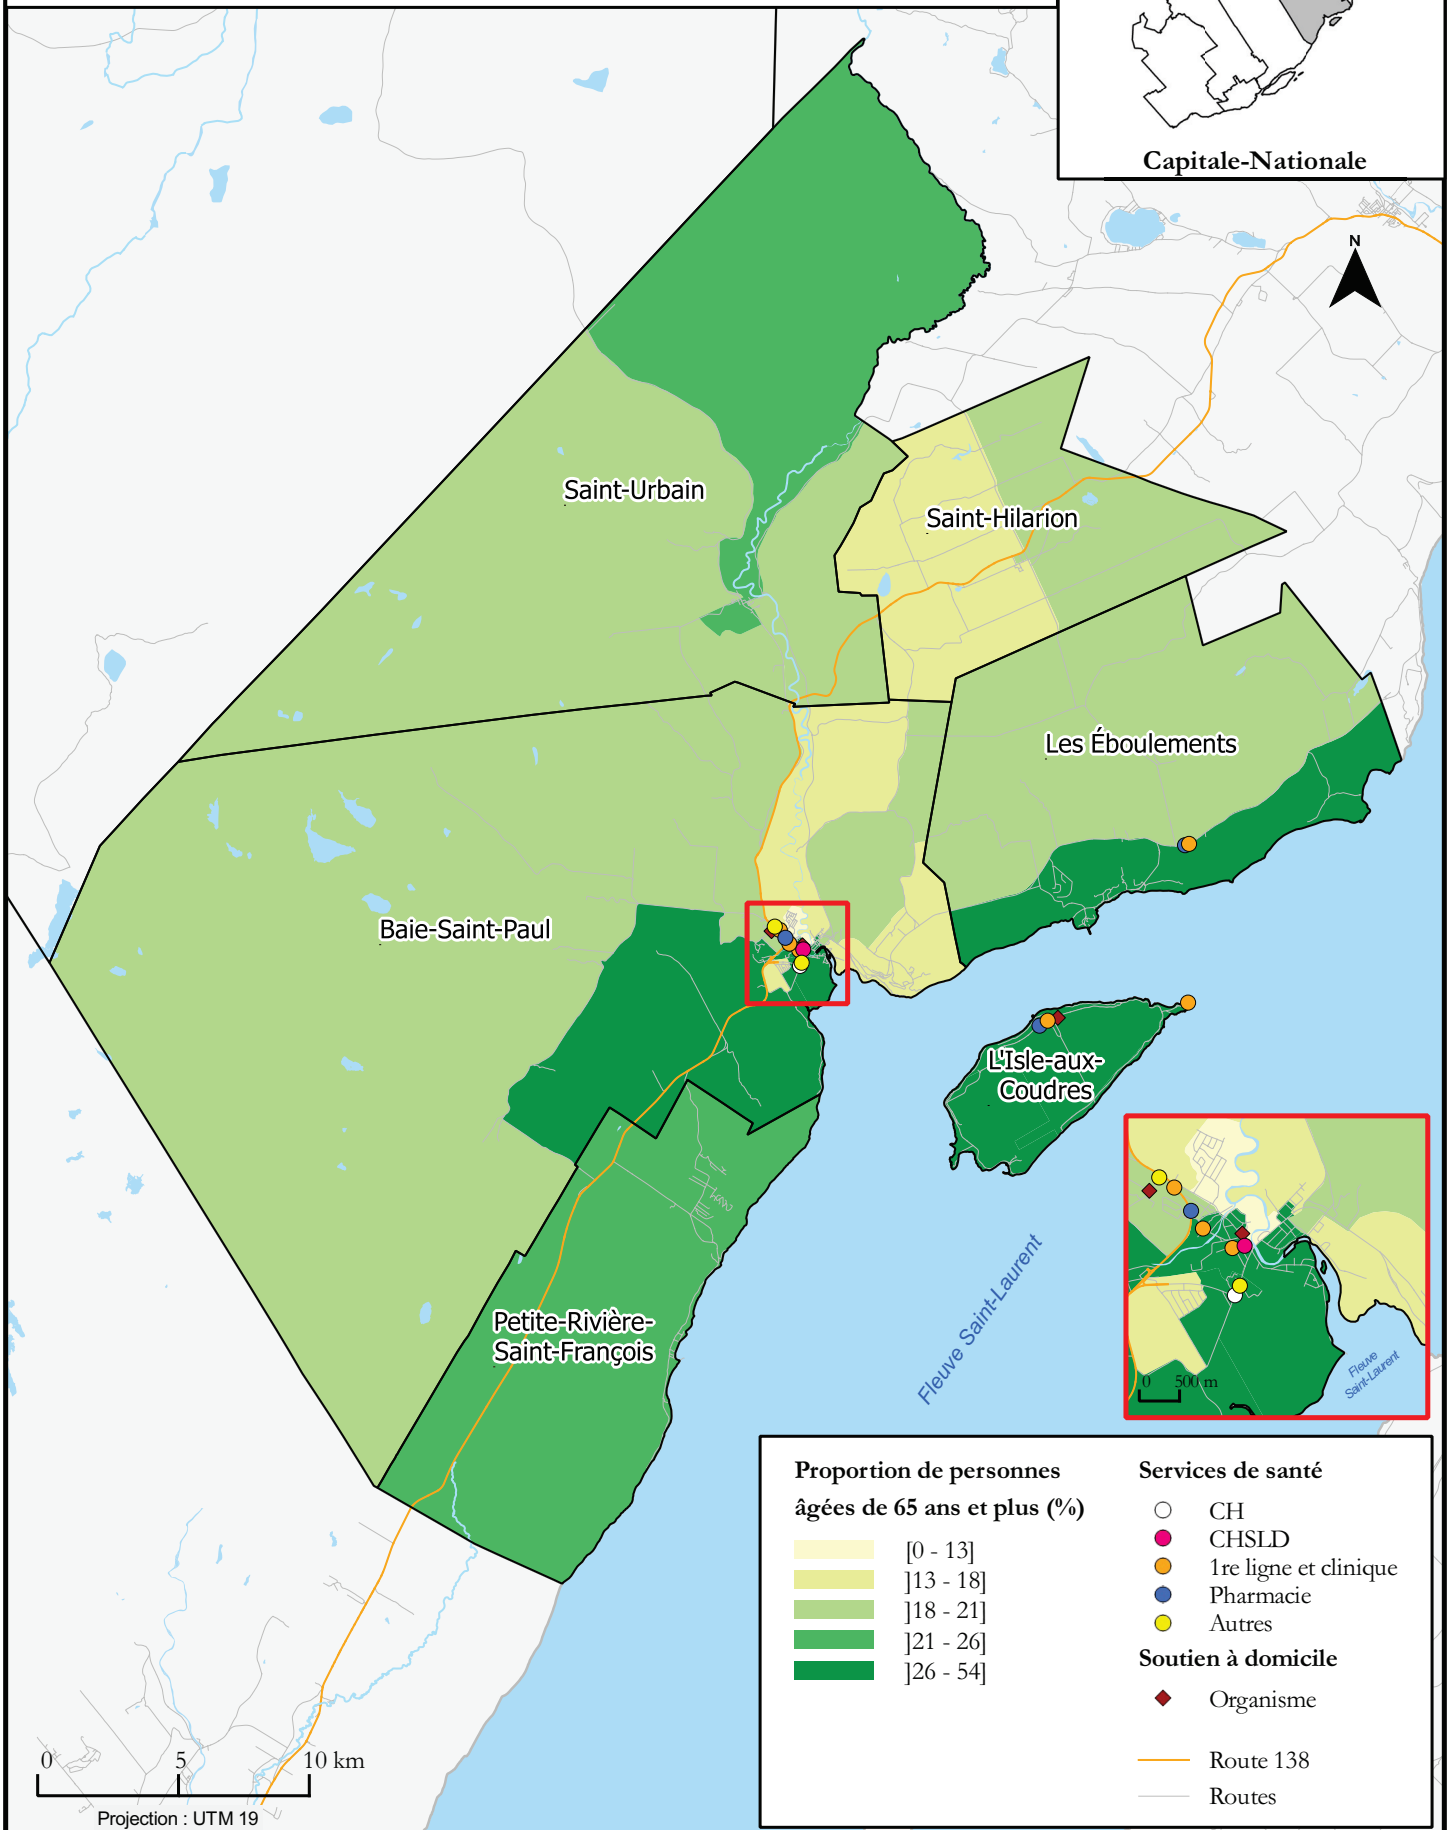 Capitale-Nationale
N
Saint-Urbain
Saint-Hilarion
Les Éboulements
Baie-Saint-Paul
L'Isle-aux-
Coudres
Petite-Rivière-
Saint-François
Fleuve Saint-Laurent
Fleuve
Saint-Laurent
0 500 m
Proportion de personnes
âgées de 65 ans et plus (%)
[0 - 13]
]13 - 18]
]18 - 21]
]21 - 26]
]26 - 54]
Services de santé
CH
CHSLD
1re ligne et clinique
Pharmacie
Autres
Soutien à domicile
Organisme
Route 138
Routes
0 5 10 km
Projection : UTM 19